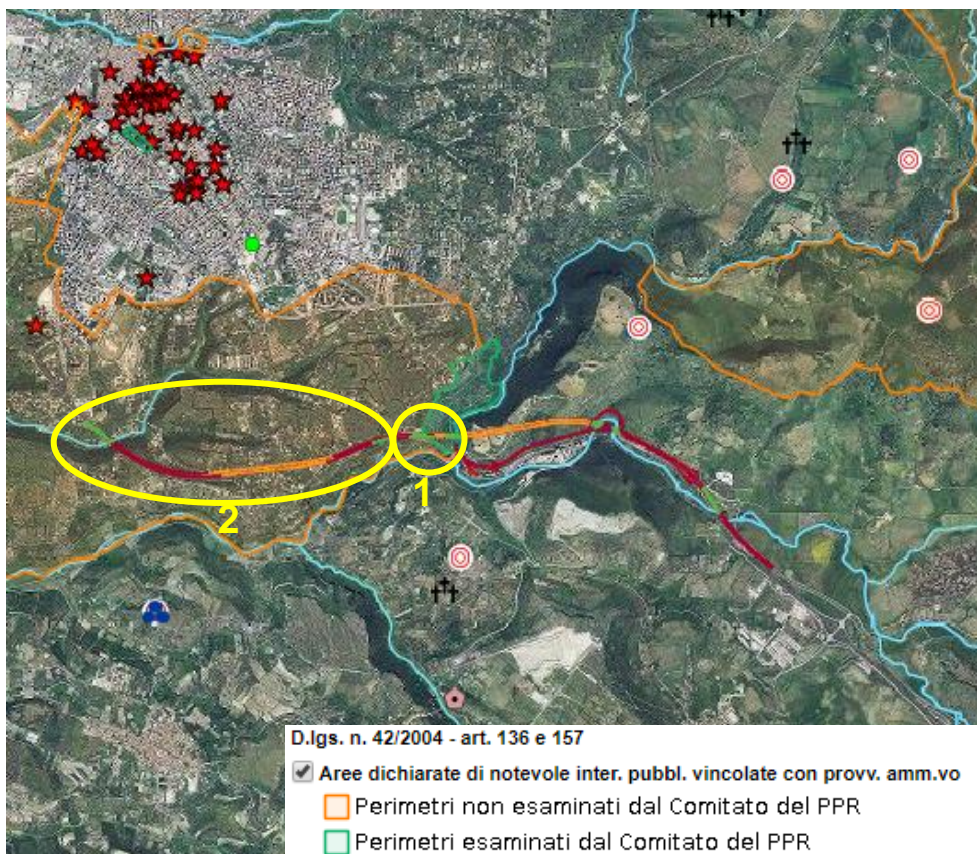 1
2
D.lgs. n. 42/2004 - art. 136 e 157
Aree dichiarate di notevole inter. pubbl. vincolate con provv. amm.vo
Perimetri non esaminati dal Comitato del PPR
Perimetri esaminati dal Comitato del PPR